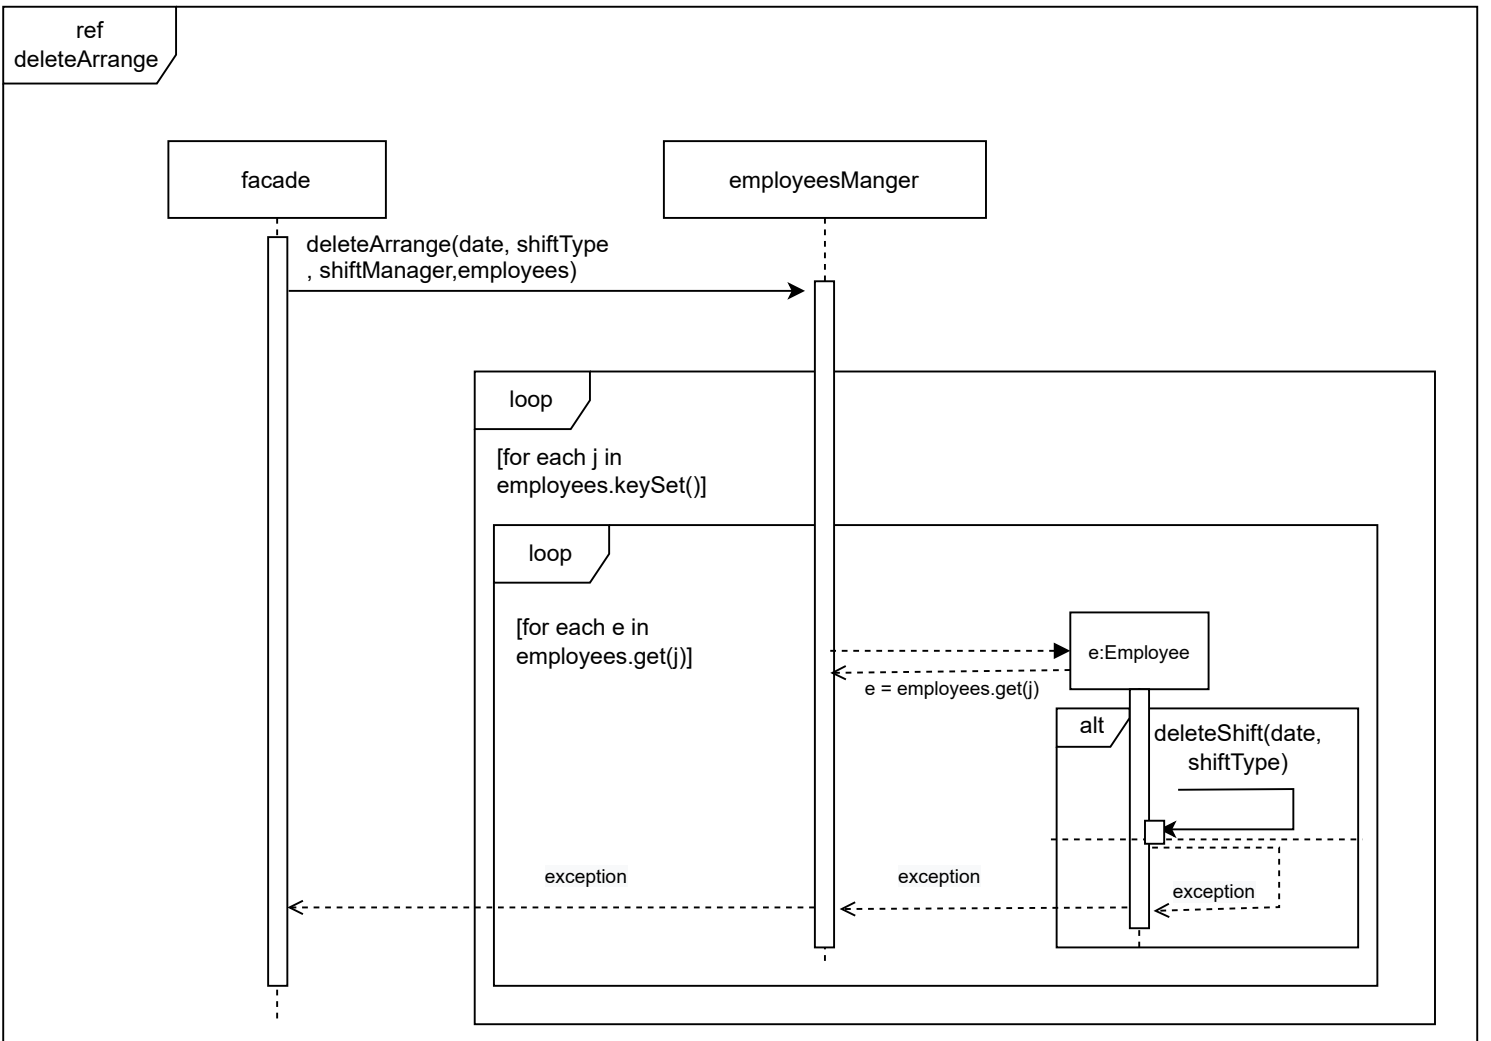 ref
deleteArrange
facade
employeesManger
deleteArrange(date, shiftType
, shiftManager,employees)
loop
[for each j in
employees.keySet()]
loop
[for each e in
employees.get(j)]
e:Employee
e = employees.get(j)
alt
deleteShift(date,
shiftType)
exception
exception
exception